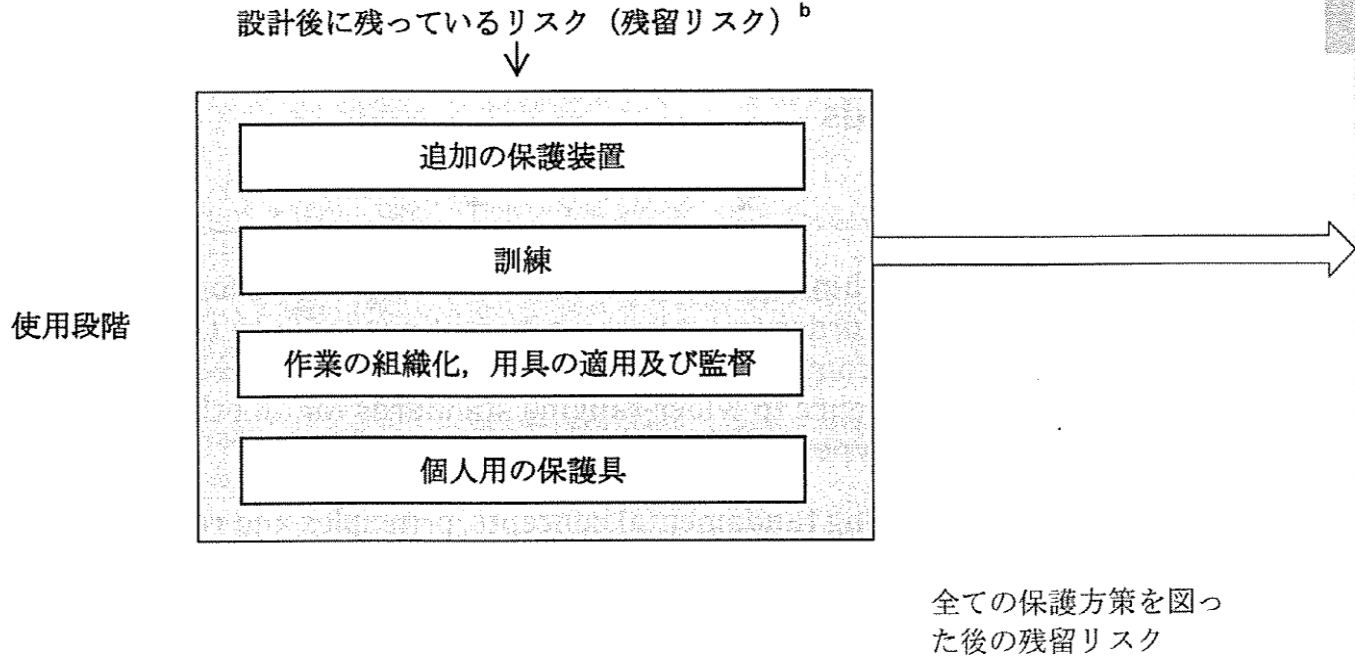 設計後に残っているリスク（残留リスク）b
追加の保護装置
訓練
使用段階
作業の組織化，用具の適用及び監督
個人用の保護具
全ての保護方策を図っ
た後の残留リスク